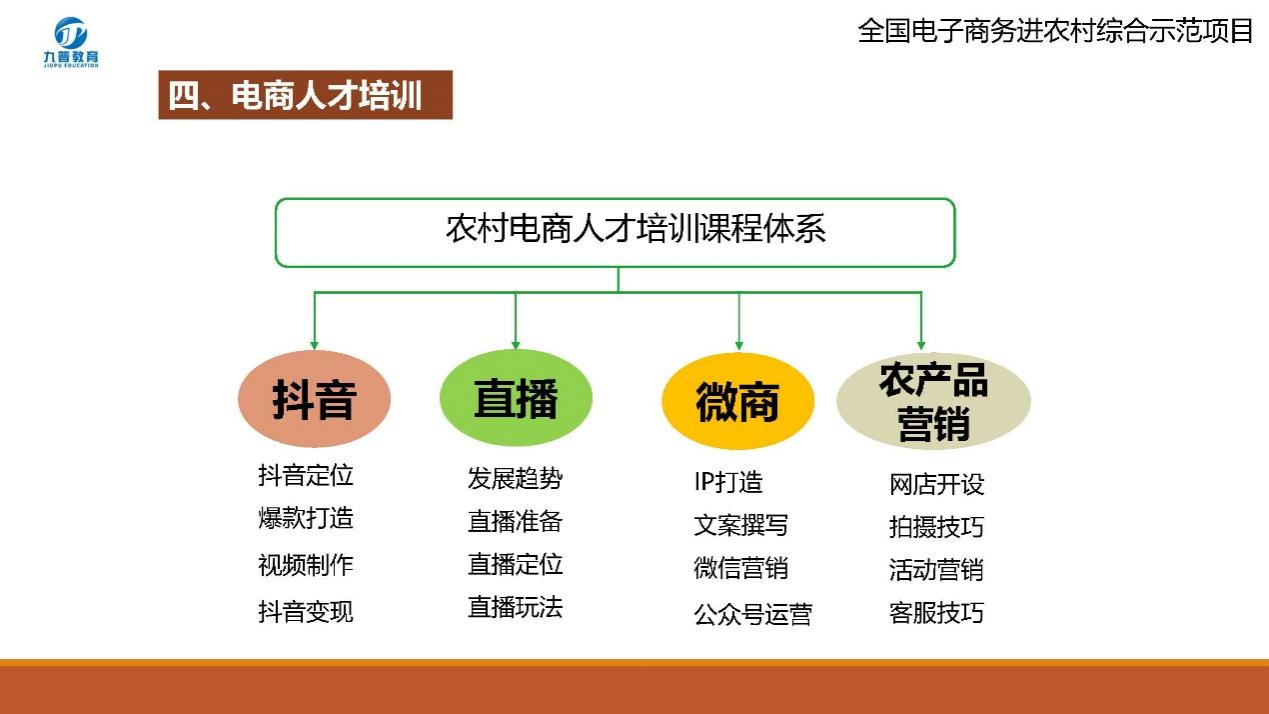 九普教育
JIUPU EDUCATION
全国电子商务进农村综合示范项目
四、电商人才培训
农村电商人才培训课程体系
抖音
抖音定位
爆款打造
视频制作
抖音变现
直播
发展趋势
直播准备
直播定位
直播玩法
微商
IP打造
文案撰写
微信营销
公众号运营
农产品
营销
网店开设
拍摄技巧
活动营销
客服技巧